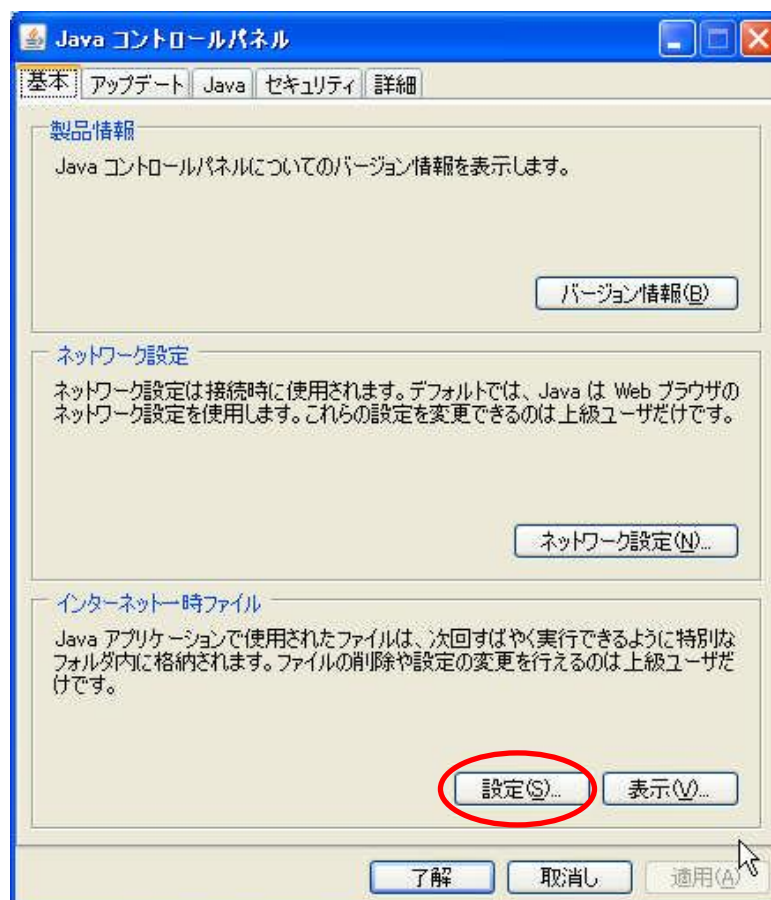 Java コントロールパネル
基本 アップデート Java セキュリティ 詳細
製品情報
Java コントロールパネルについてのバージョン情報を表示します。
バージョン情報(B)
ネットワーク設定
ネットワーク設定は接続時に使用されます。デフォルトでは、Java は Web ブラウザの
ネットワーク設定を使用します。これらの設定を変更できるのは上級ユーザだけです。
ネットワーク設定(N)...
インターネット一時ファイル
Java アプリケーションで使用されたファイルは、次回すばやく実行できるように特別な
フォルダ内に格納されます。ファイルの削除や設定の変更を行えるのは上級ユーザだ
けです。
設定(S)... 表示(V)...
了解 取消し 適用(A)